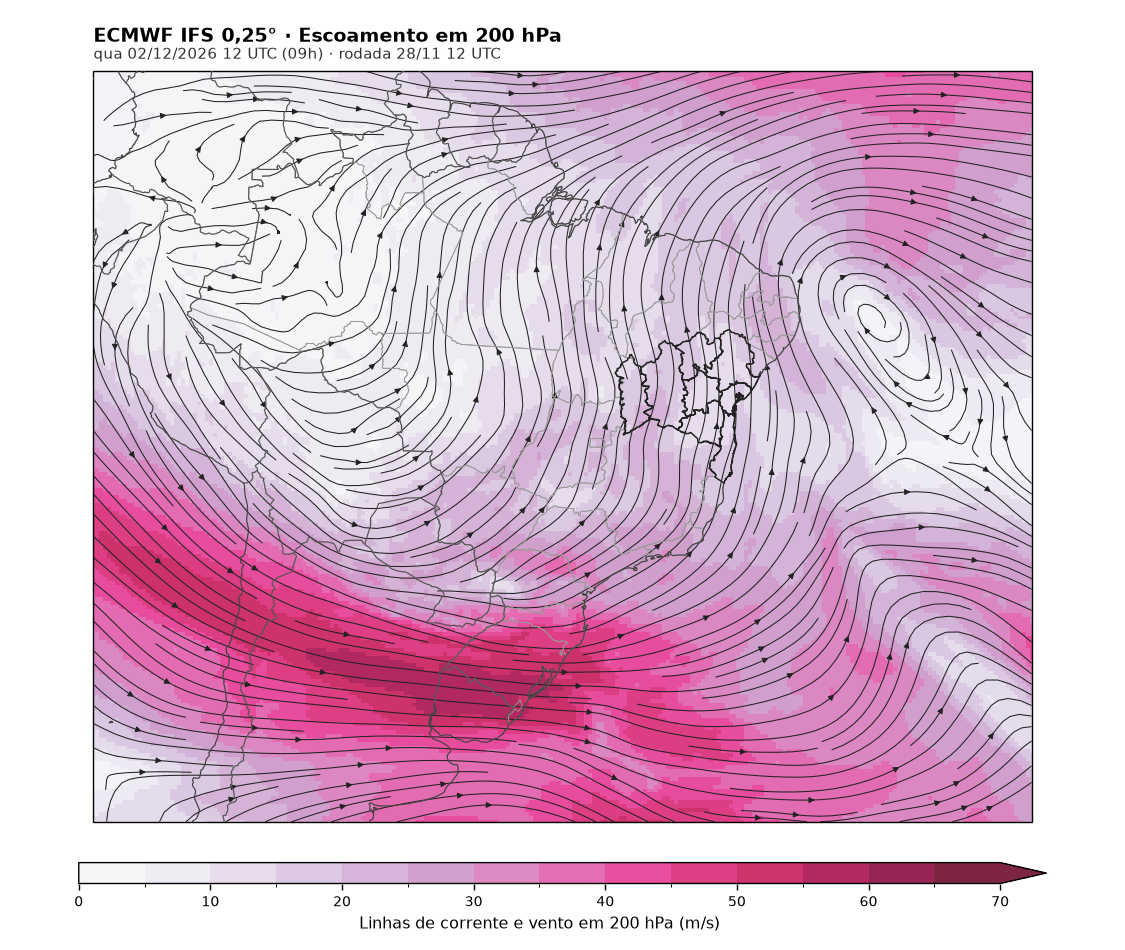 ECMWF IFS 0,25° · Escoamento em 200 hPa
qua 02/12/2026 12 UTC (09h) · rodada 28/11 12 UTC
0 10 20 30 40 50 60 70
Linhas de corrente e vento em 200 hPa (m/s)